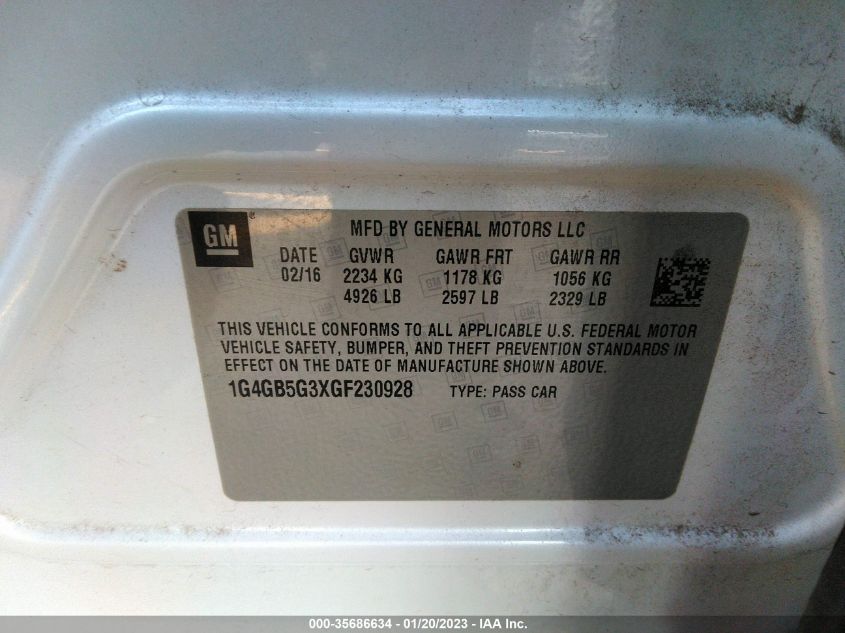 GM® MFD BY GENERAL MOTORS LLC
DATE GVWR GAWR FRT GAWR RR
02/16 2234 KG 1178 KG 1056 KG
4926 LB 2597 LB 2329 LB
THIS VEHICLE CONFORMS TO ALL APPLICABLE U.S. FEDERAL MOTOR
VEHICLE SAFETY, BUMPER, AND THEFT PREVENTION STANDARDS IN
EFFECT ON THE DATE OF MANUFACTURE SHOWN ABOVE.
1G4GB5G3XGF230928 TYPE: PASS CAR
000-35686634 - 01/20/2023 - IAA Inc.